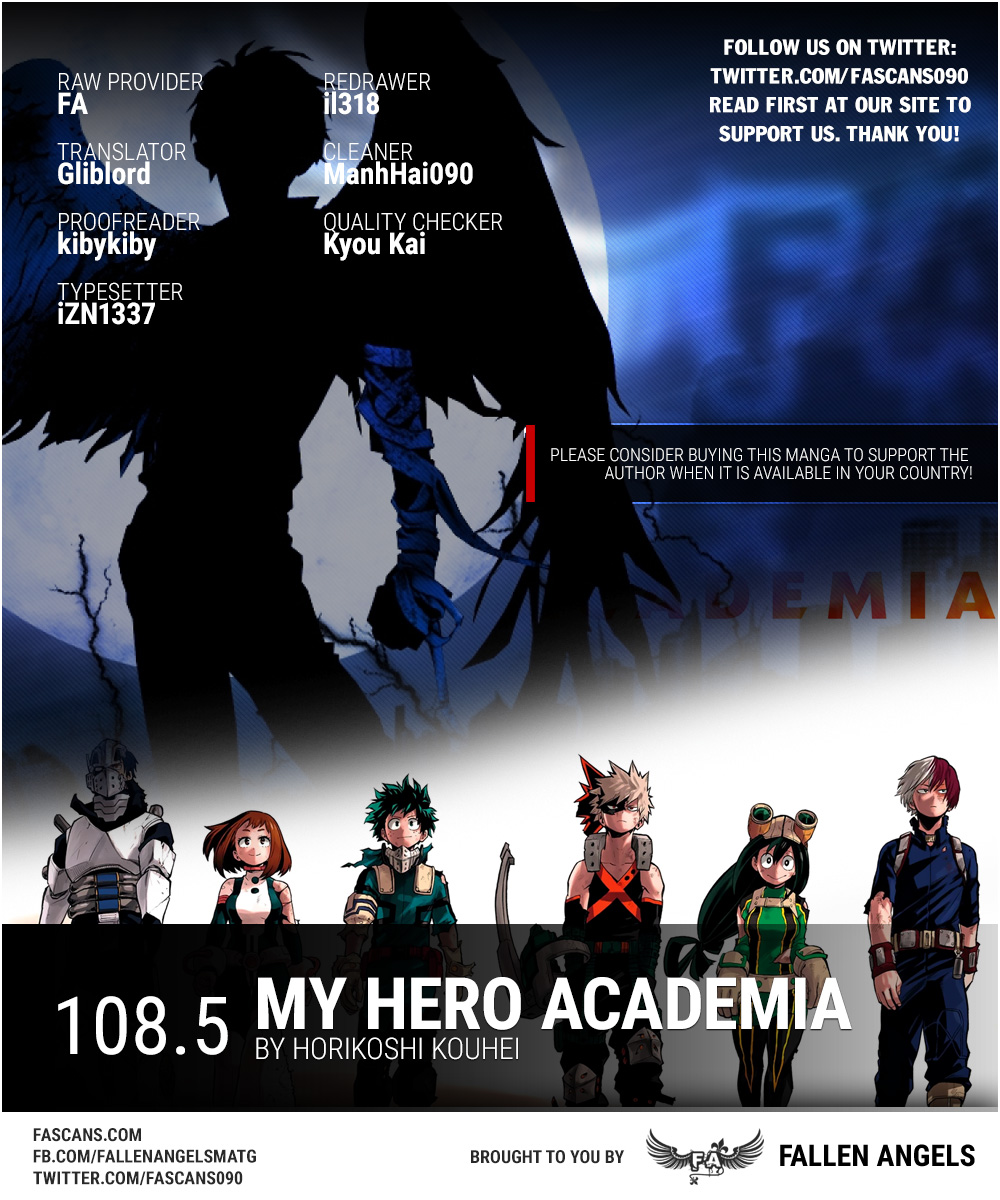 RAW PROVIDER
FA
TRANSLATOR
Gliblord
PROOFREADER
kibykiby
TYPESETTER
iZN1337
REDRAWER
il318
CLEANER
ManhHai090
QUALITY CHECKER
Kyou Kai
FOLLOW US ON TWITTER:
TWITTER.COM/FASCANS090
READ FIRST AT OUR SITE TO
SUPPORT US. THANK YOU!
FA
PLEASE CONSIDER BUYING THIS MANGA TO SUPPORT THE
AUTHOR WHEN IT IS AVAILABLE IN YOUR COUNTRY!
ADEMIA
108.5
MY HERO ACADEMIA
BY HORIKOSHI KOUHEI
FASCANS.COM
FB.COM/FALLENANGELSMATG
TWITTER.COM/FASCANS090
BROUGHT TO YOU BY
FA
FALLEN ANGELS